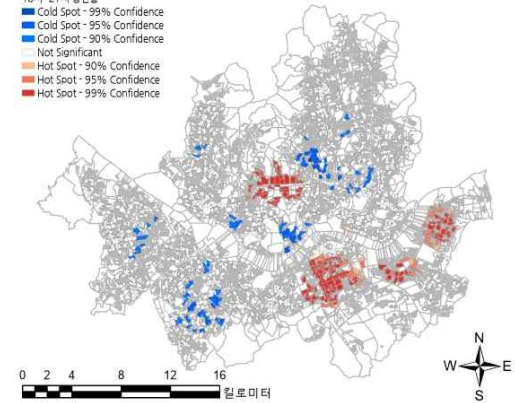 Cold Spot - 99% Confidence
Cold Spot - 95% Confidence
Cold Spot - 90% Confidence
Not Significant
Hot Spot - 90% Confidence
Hot Spot - 95% Confidence
Hot Spot - 99% Confidence
N
W E
S
0 2 4 8 12 16
킬로미터